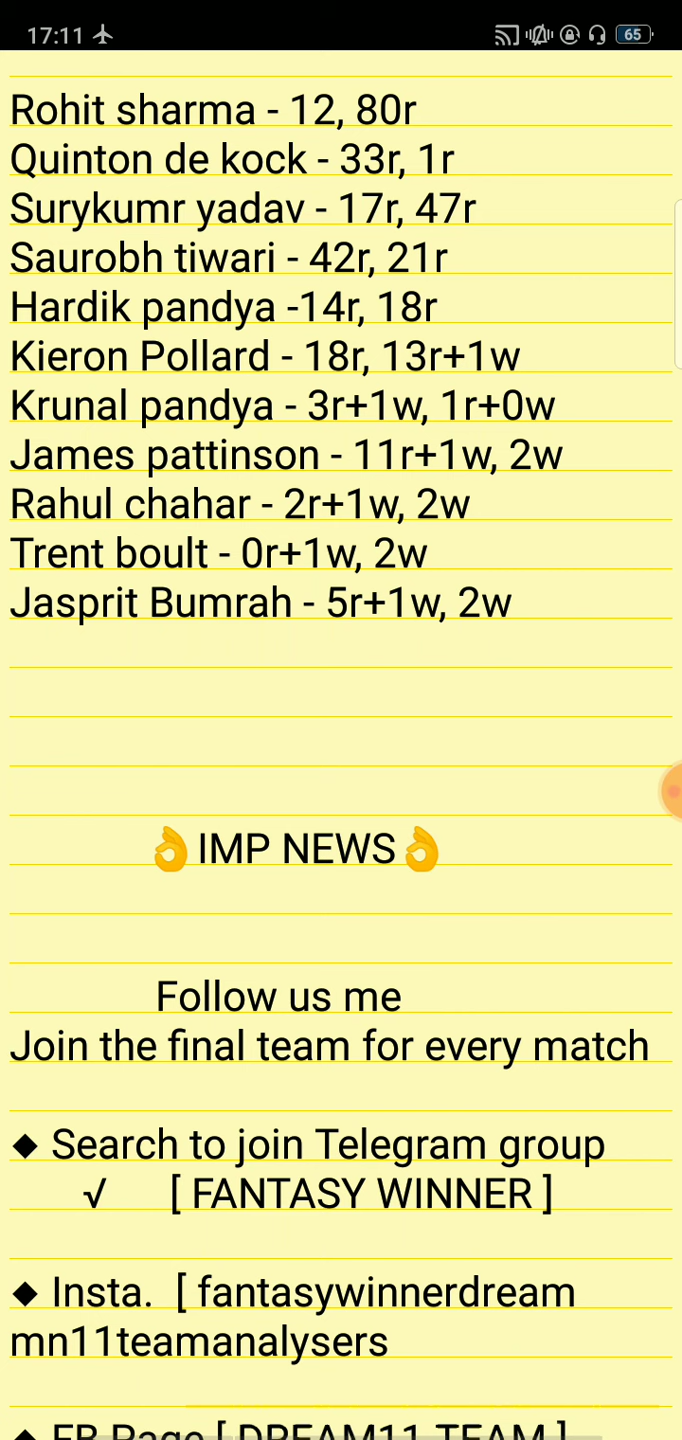 17:11
65
Rohit sharma - 12, 80r
Quinton de kock - 33r, 1r
Surykumr yadav - 17r, 47r
Saurobh tiwari - 42r, 21r
Hardik pandya -14r, 18r
Kieron Pollard - 18r, 13r+1w
Krunal pandya - 3r+1w, 1r+0w
James pattinson - 11r+1w, 2w
Rahul chahar - 2r+1w, 2w
Trent boult - 0r+1w, 2w
Jasprit Bumrah - 5r+1w, 2w
👌IMP NEWS👌
Follow us me
Join the final team for every match
◆ Search to join Telegram group
√ [ FANTASY WINNER ]
◆ Insta. [ fantasywinnerdream
mn11teamanalysers
◆ FB Page [ DREAM11 TEAM ]